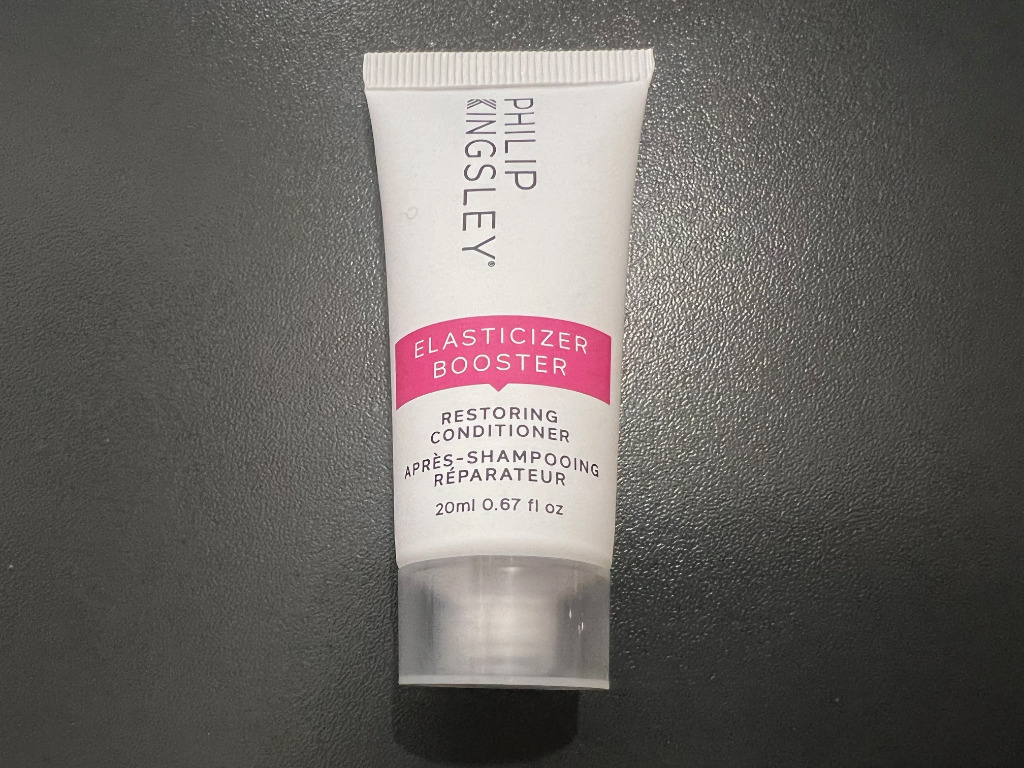 PHILIP
KINGSLEY®
ELASTICIZER
BOOSTER
RESTORING
CONDITIONER
APRÈS-SHAMPOOING
RÉPARATEUR
20ml 0.67 fl oz